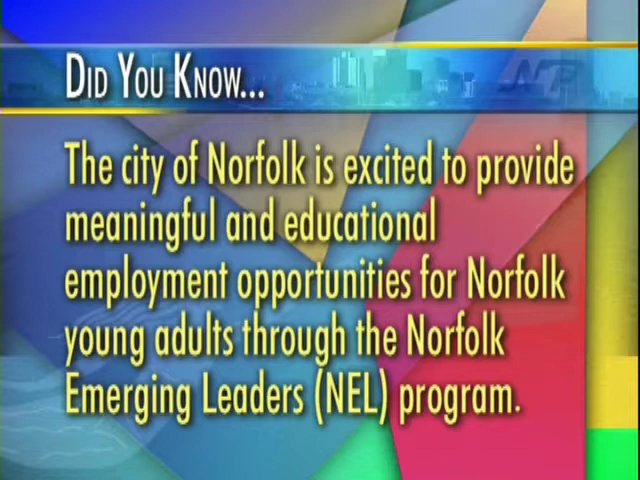 DID YOU KNOW...
The city of Norfolk is excited to provide
meaningful and educational
employment opportunities for Norfolk
young adults through the Norfolk
Emerging Leaders (NEL) program.